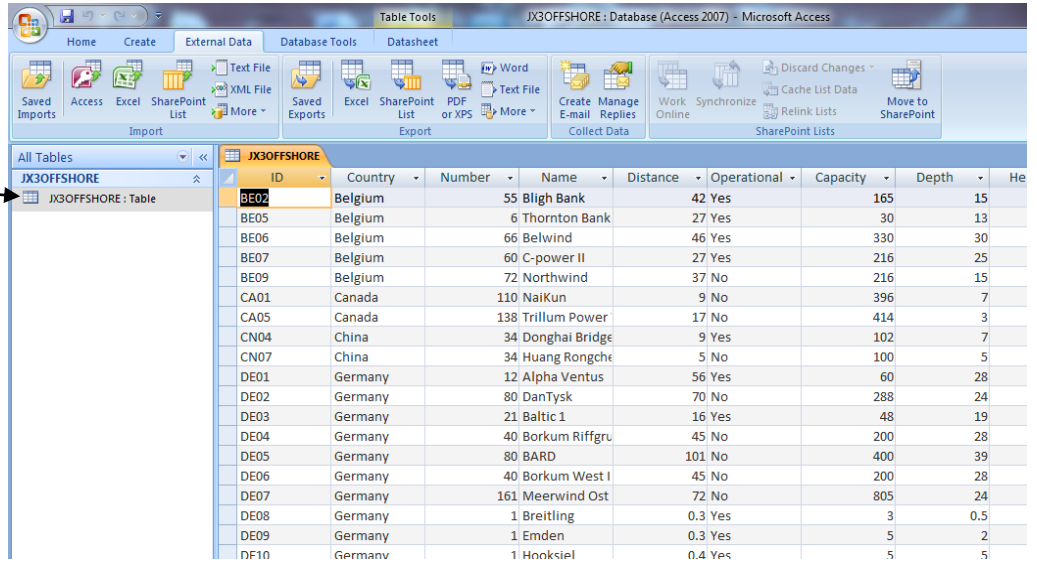 Table Tools JX3OFFSHORE : Database (Access 2007) - Microsoft Access
Home Create External Data Database Tools Datasheet
Saved Imports
Access
Excel
SharePoint List
Text File
XML File
More
Import
Saved Exports
Excel
SharePoint List
PDF or XPS
Word
Text File
More
Export
Create E-mail
Manage Replies
Collect Data
Work Online
Synchronize
Discard Changes
Cache List Data
Relink Lists
Move to SharePoint
SharePoint Lists
All Tables «
JX3OFFSHORE
JX3OFFSHORE : Table
JX3OFFSHORE
ID Country Number Name Distance Operational Capacity Depth He
BE02 Belgium 55 Bligh Bank 42 Yes 165 15
BE05 Belgium 6 Thornton Bank 27 Yes 30 13
BE06 Belgium 66 Belwind 46 Yes 330 30
BE07 Belgium 60 C-power II 27 Yes 216 25
BE09 Belgium 72 Northwind 37 No 216 15
CA01 Canada 110 NaiKun 9 No 396 7
CA05 Canada 138 Trillum Power 17 No 414 3
CN04 China 34 Donghai Bridge 9 Yes 102 7
CN07 China 34 Huang Rongche 5 No 100 5
DE01 Germany 12 Alpha Ventus 56 Yes 60 28
DE02 Germany 80 DanTysk 70 No 288 24
DE03 Germany 21 Baltic 1 16 Yes 48 19
DE04 Germany 40 Borkum Riffgru 45 No 200 28
DE05 Germany 80 BARD 101 No 400 39
DE06 Germany 40 Borkum West I 45 No 200 28
DE07 Germany 161 Meerwind Ost 72 No 805 24
DE08 Germany 1 Breitling 0.3 Yes 3 0.5
DE09 Germany 1 Emden 0.3 Yes 5 2
DE10 Germany 1 Hooksiel 0.4 Yes 5 5